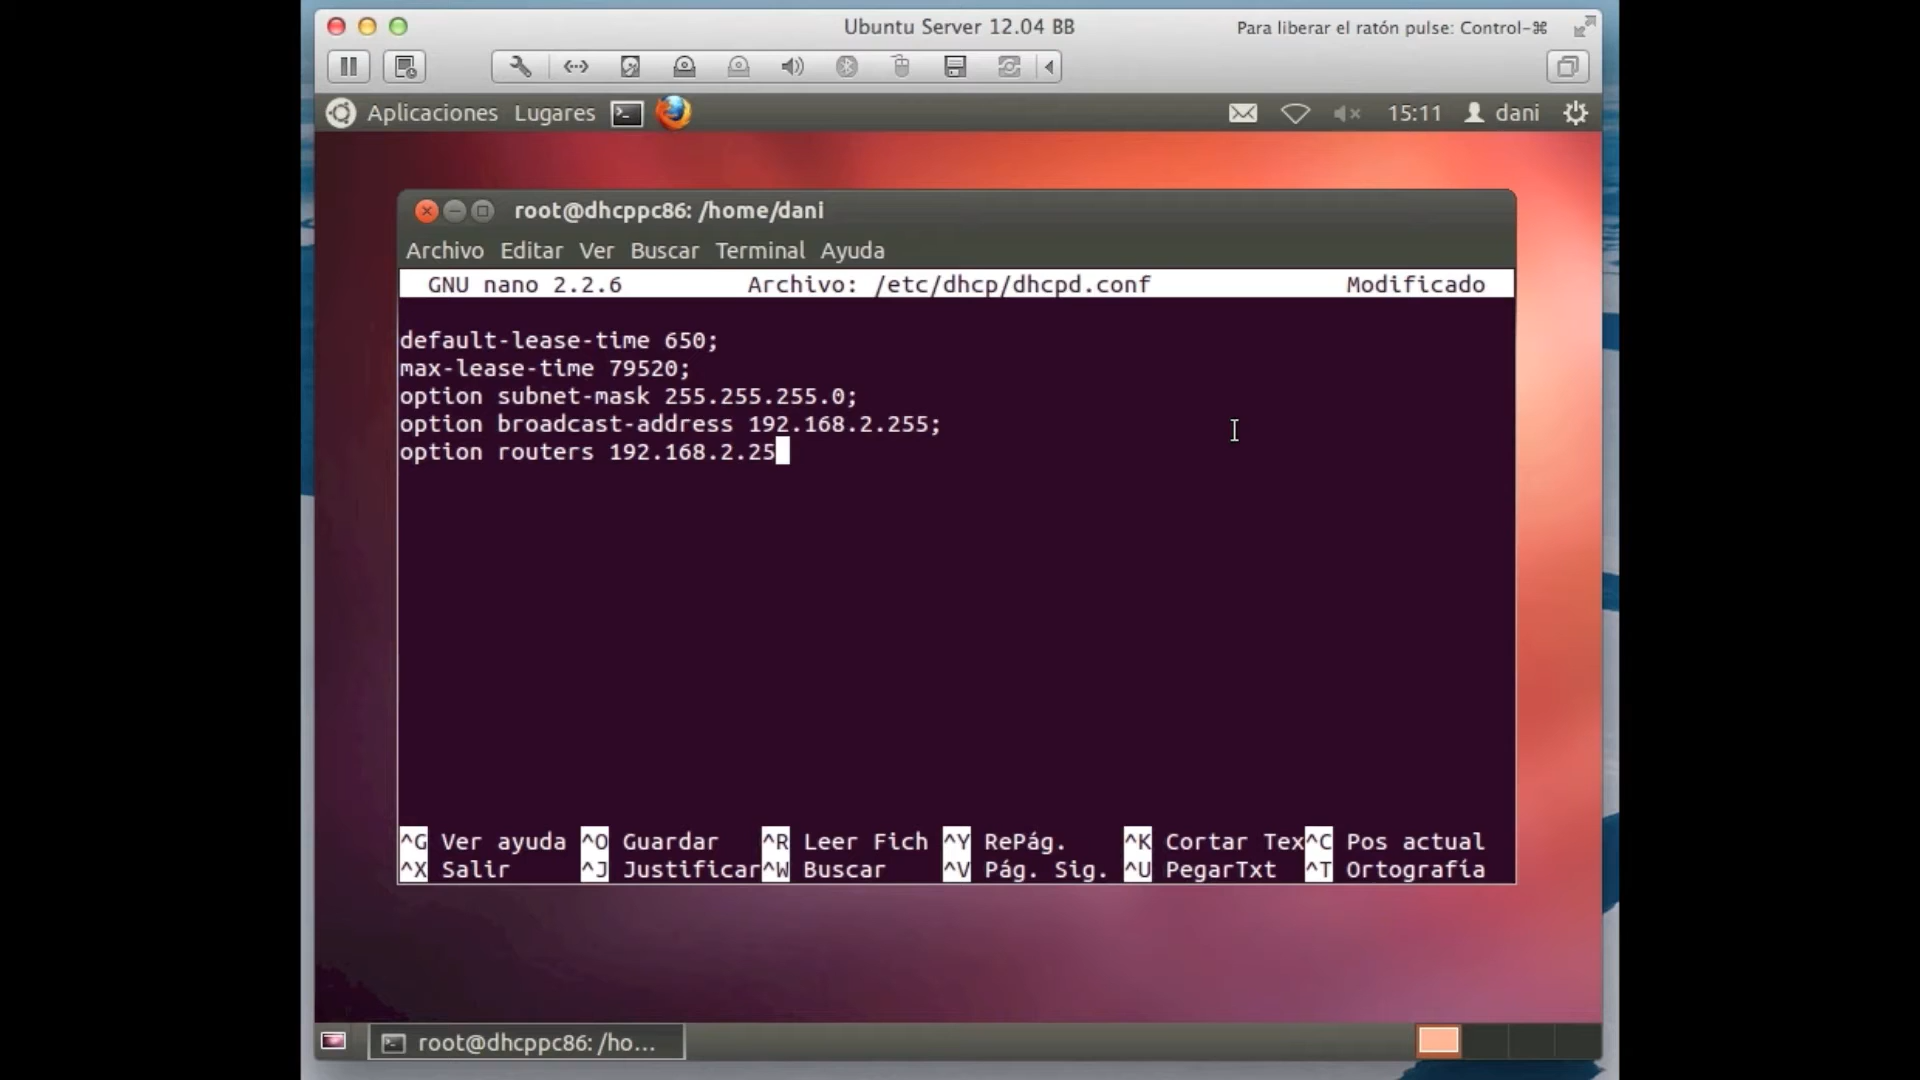 Ubuntu Server 12.04 BB
Para liberar el ratón pulse: Control-⌘
Aplicaciones Lugares 15:11 dani
root@dhcppc86: /home/dani
Archivo Editar Ver Buscar Terminal Ayuda
GNU nano 2.2.6 Archivo: /etc/dhcp/dhcpd.conf Modificado
default-lease-time 650;
max-lease-time 79520;
option subnet-mask 255.255.255.0;
option broadcast-address 192.168.2.255;
option routers 192.168.2.25
^G Ver ayuda ^O Guardar ^R Leer Fich ^Y RePág. ^K Cortar Tex^C Pos actual
^X Salir ^J Justificar^W Buscar ^V Pág. Sig. ^U PegarTxt ^T Ortografía
root@dhcppc86: /ho...